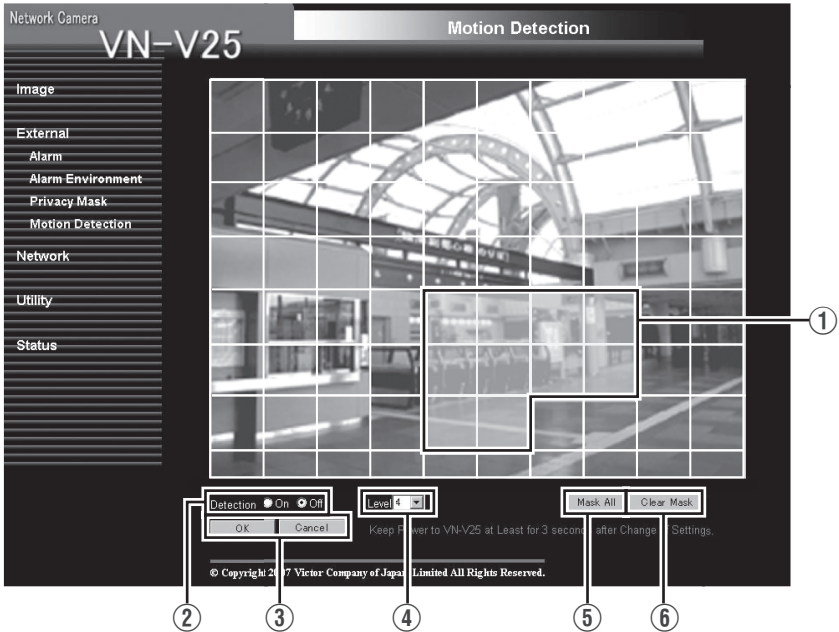 Network Camera
VN-V25
Motion Detection
Image
External
Alarm
Alarm Environment
Privacy Mask
Motion Detection
Network
Utility
Status
①
Detection On Off
Level 4
Mask All
Clear Mask
OK
Cancel
Keep Power to VN-V25 at Least for 3 seconds after Change of Settings.
© Copyright 2007 Victor Company of Japan Limited All Rights Reserved.
② ③ ④ ⑤ ⑥